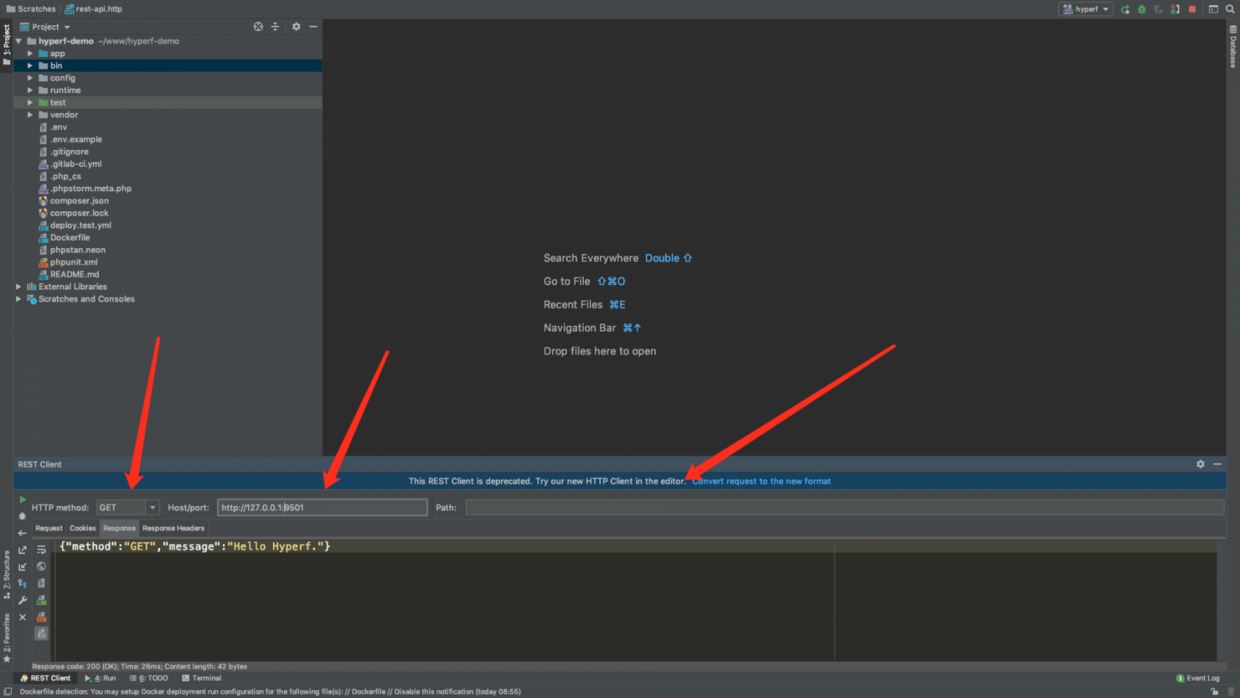 Scratches
rest-api.http
hyperf
1: Project
Project
Database
hyperf-demo ~/www/hyperf-demo
app
bin
config
runtime
test
vendor
.env
.env.example
.gitignore
.gitlab-ci.yml
.php_cs
.phpstorm.meta.php
composer.json
composer.lock
deploy.test.yml
Dockerfile
phpstan.neon
phpunit.xml
README.md
External Libraries
Scratches and Consoles
Search Everywhere Double ⇧
Go to File ⇧⌘O
Recent Files ⌘E
Navigation Bar ⌘↑
Drop files here to open
REST Client
This REST Client is deprecated. Try our new HTTP Client in the editor. Convert request to the new format
HTTP method: GET Host/port: http://127.0.0.1:9501 Path:
Request Cookies Response Response Headers
{"method":"GET","message":"Hello Hyperf."}
Z: Structure
2: Favorites
Response code: 200 (OK); Time: 26ms; Content length: 42 bytes
REST Client 4: Run 6: TODO Terminal 1 Event Log
Dockerfile detection: You may setup Docker deployment run configuration for the following file(s): // Dockerfile // Disable this notification (today 08:55)